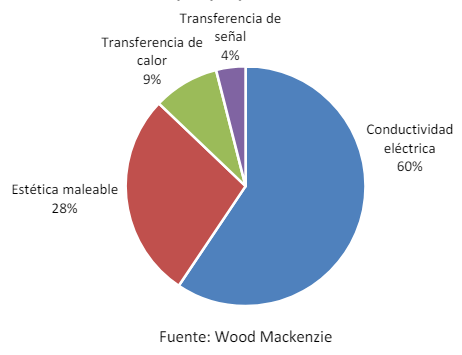 Transferencia de
señal
4%
Transferencia de
calor
9%
Conductividad
eléctrica
60%
Estética maleable
28%
Fuente: Wood Mackenzie